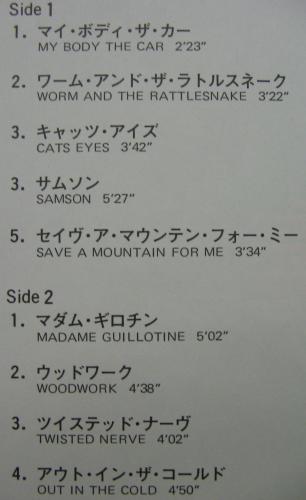 Side 1
1. マイ・ボディ・ザ・カー
MY BODY THE CAR 2'23"
2. ワーム・アンド・ザ・ラトルスネーク
WORM AND THE RATTLESNAKE 3'22"
3. キャッツ・アイズ
CATS EYES 3'42"
3. サムソン
SAMSON 5'27"
5. セイヴ・ア・マウンテン・フォー・ミー
SAVE A MOUNTAIN FOR ME 3'34"
Side 2
1. マダム・ギロチン
MADAME GUILLOTINE 5'02"
2. ウッドワーク
WOODWORK 4'38"
3. ツイステッド・ナーヴ
TWISTED NERVE 4'02"
4. アウト・イン・ザ・コールド
OUT IN THE COLD 4'50"